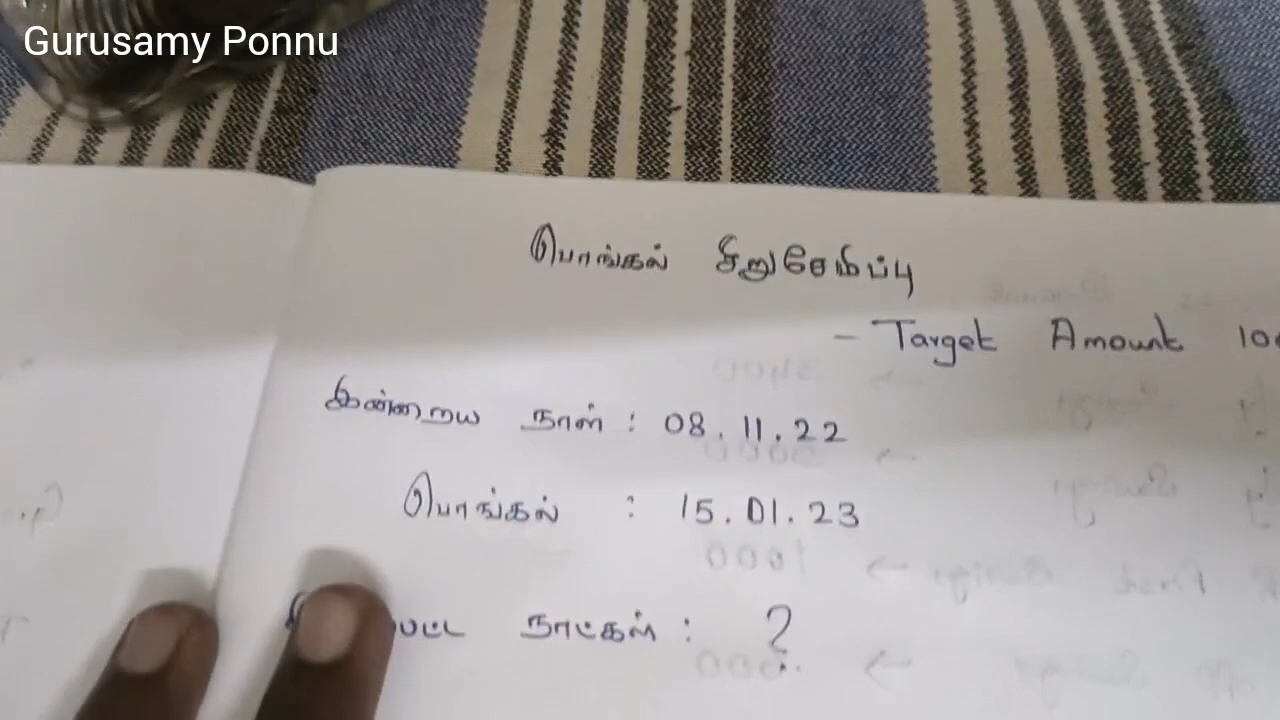 Gurusamy Ponnu
பொங்கல் சிறுசேமிப்பு
- Target Amount
இன்றைய நாள் : 08.11.22
பொங்கல் : 15.01.23
நாட்கள் : ?